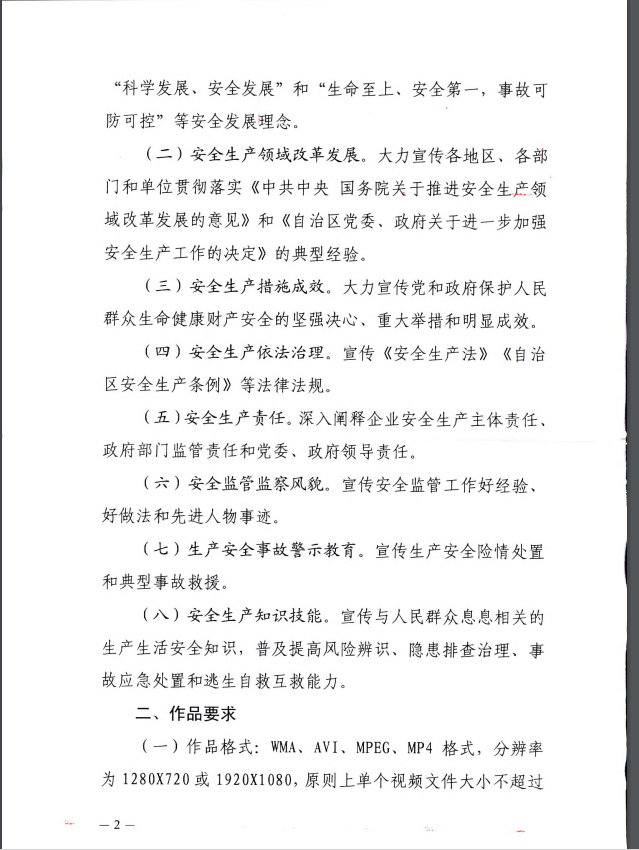 “科学发展、安全发展”和“生命至上、安全第一，事故可
防可控”等安全发展理念。
（二）安全生产领域改革发展。大力宣传各地区、各部
门和单位贯彻落实《中共中央 国务院关于推进安全生产领
域改革发展的意见》和《自治区党委、政府关于进一步加强
安全生产工作的决定》的典型经验。
（三）安全生产措施成效。大力宣传党和政府保护人民
群众生命健康财产安全的坚强决心、重大举措和明显成效。
（四）安全生产依法治理。宣传《安全生产法》《自治
区安全生产条例》等法律法规。
（五）安全生产责任。深入阐释企业安全生产主体责任、
政府部门监管责任和党委、政府领导责任。
（六）安全监管监察风貌。宣传安全监管工作好经验、
好做法和先进人物事迹。
（七）生产安全事故警示教育。宣传生产安全险情处置
和典型事故救援。
（八）安全生产知识技能。宣传与人民群众息息相关的
生产生活安全知识，普及提高风险辨识、隐患排查治理、事
故应急处置和逃生自救互救能力。
二、作品要求
（一）作品格式：WMA、AVI、MPEG、MP4 格式，分辨率
为 1280X720 或 1920X1080，原则上单个视频文件大小不超过
— 2 —